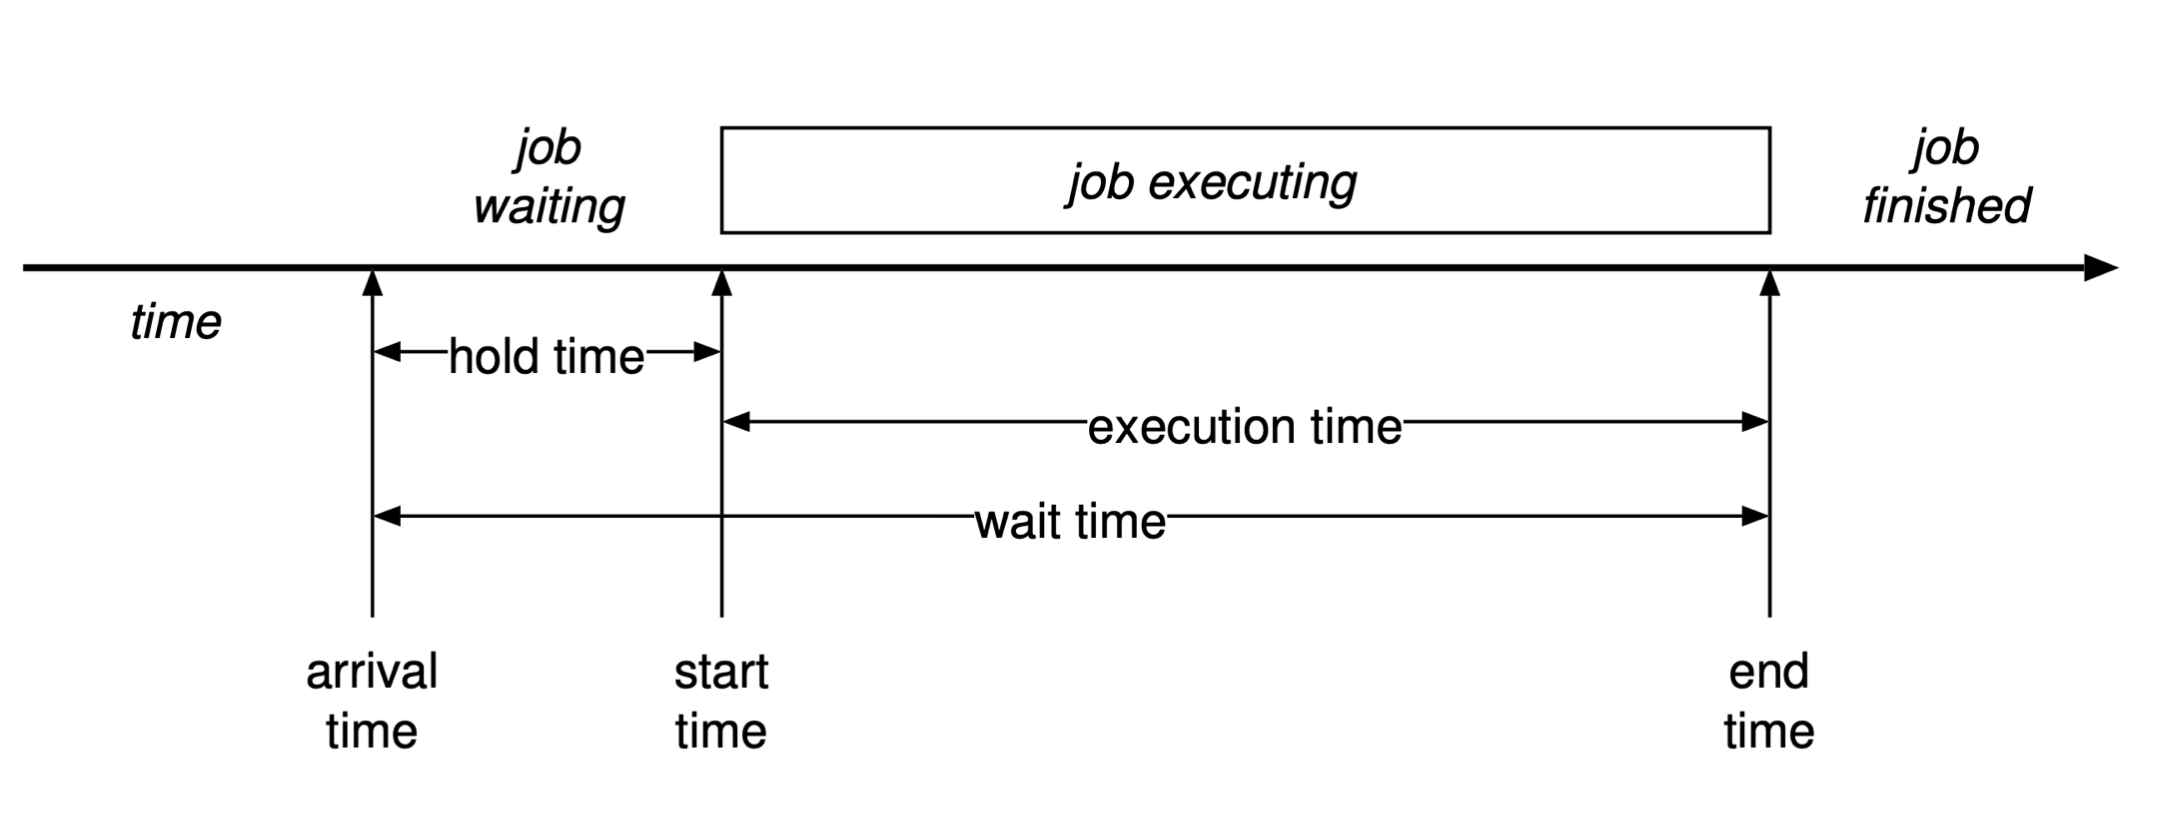 job
waiting
job executing
job
finished
time
hold time
execution time
wait time
arrival
time
start
time
end
time